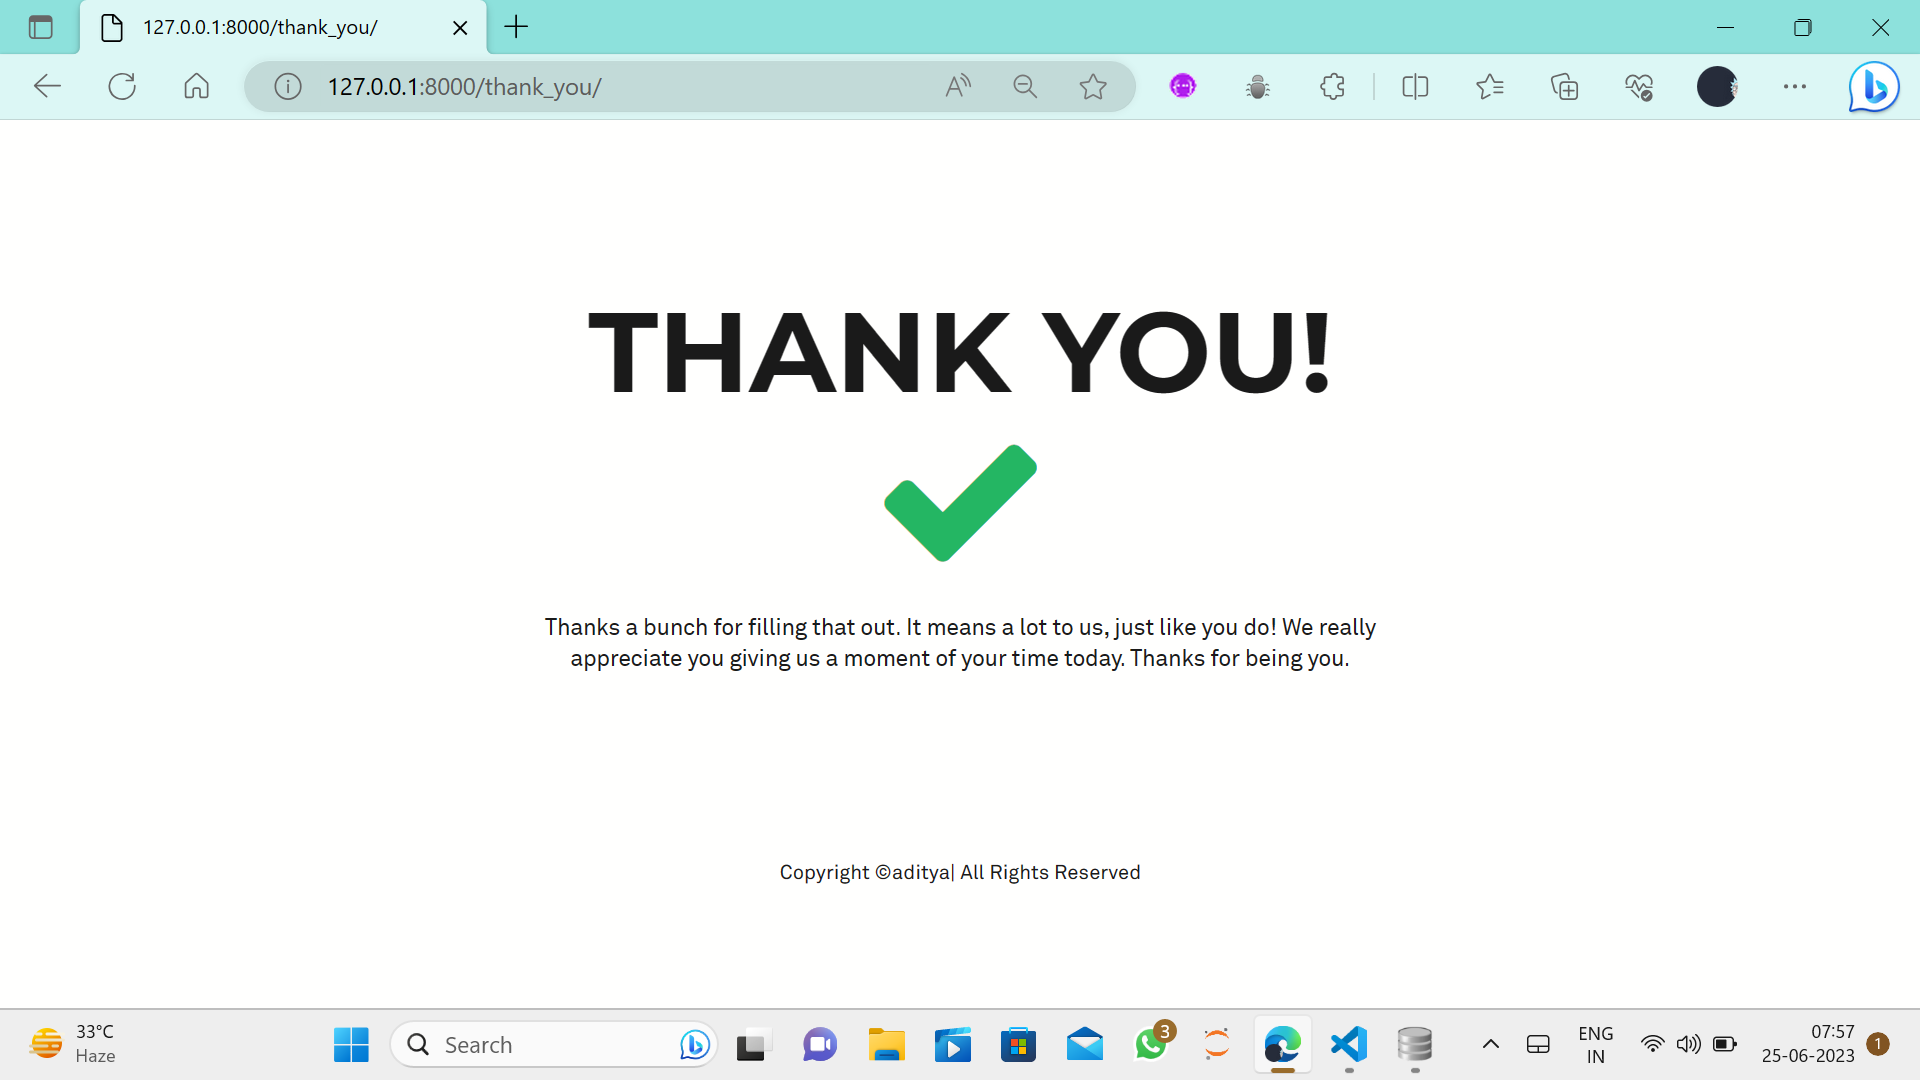 127.0.0.1:8000/thank_you/
127.0.0.1:8000/thank_you/
THANK YOU!
Thanks a bunch for filling that out. It means a lot to us, just like you do! We really
appreciate you giving us a moment of your time today. Thanks for being you.
Copyright ©aditya| All Rights Reserved
33°C
Haze
Search
3
ENG
IN
07:57
25-06-2023
1